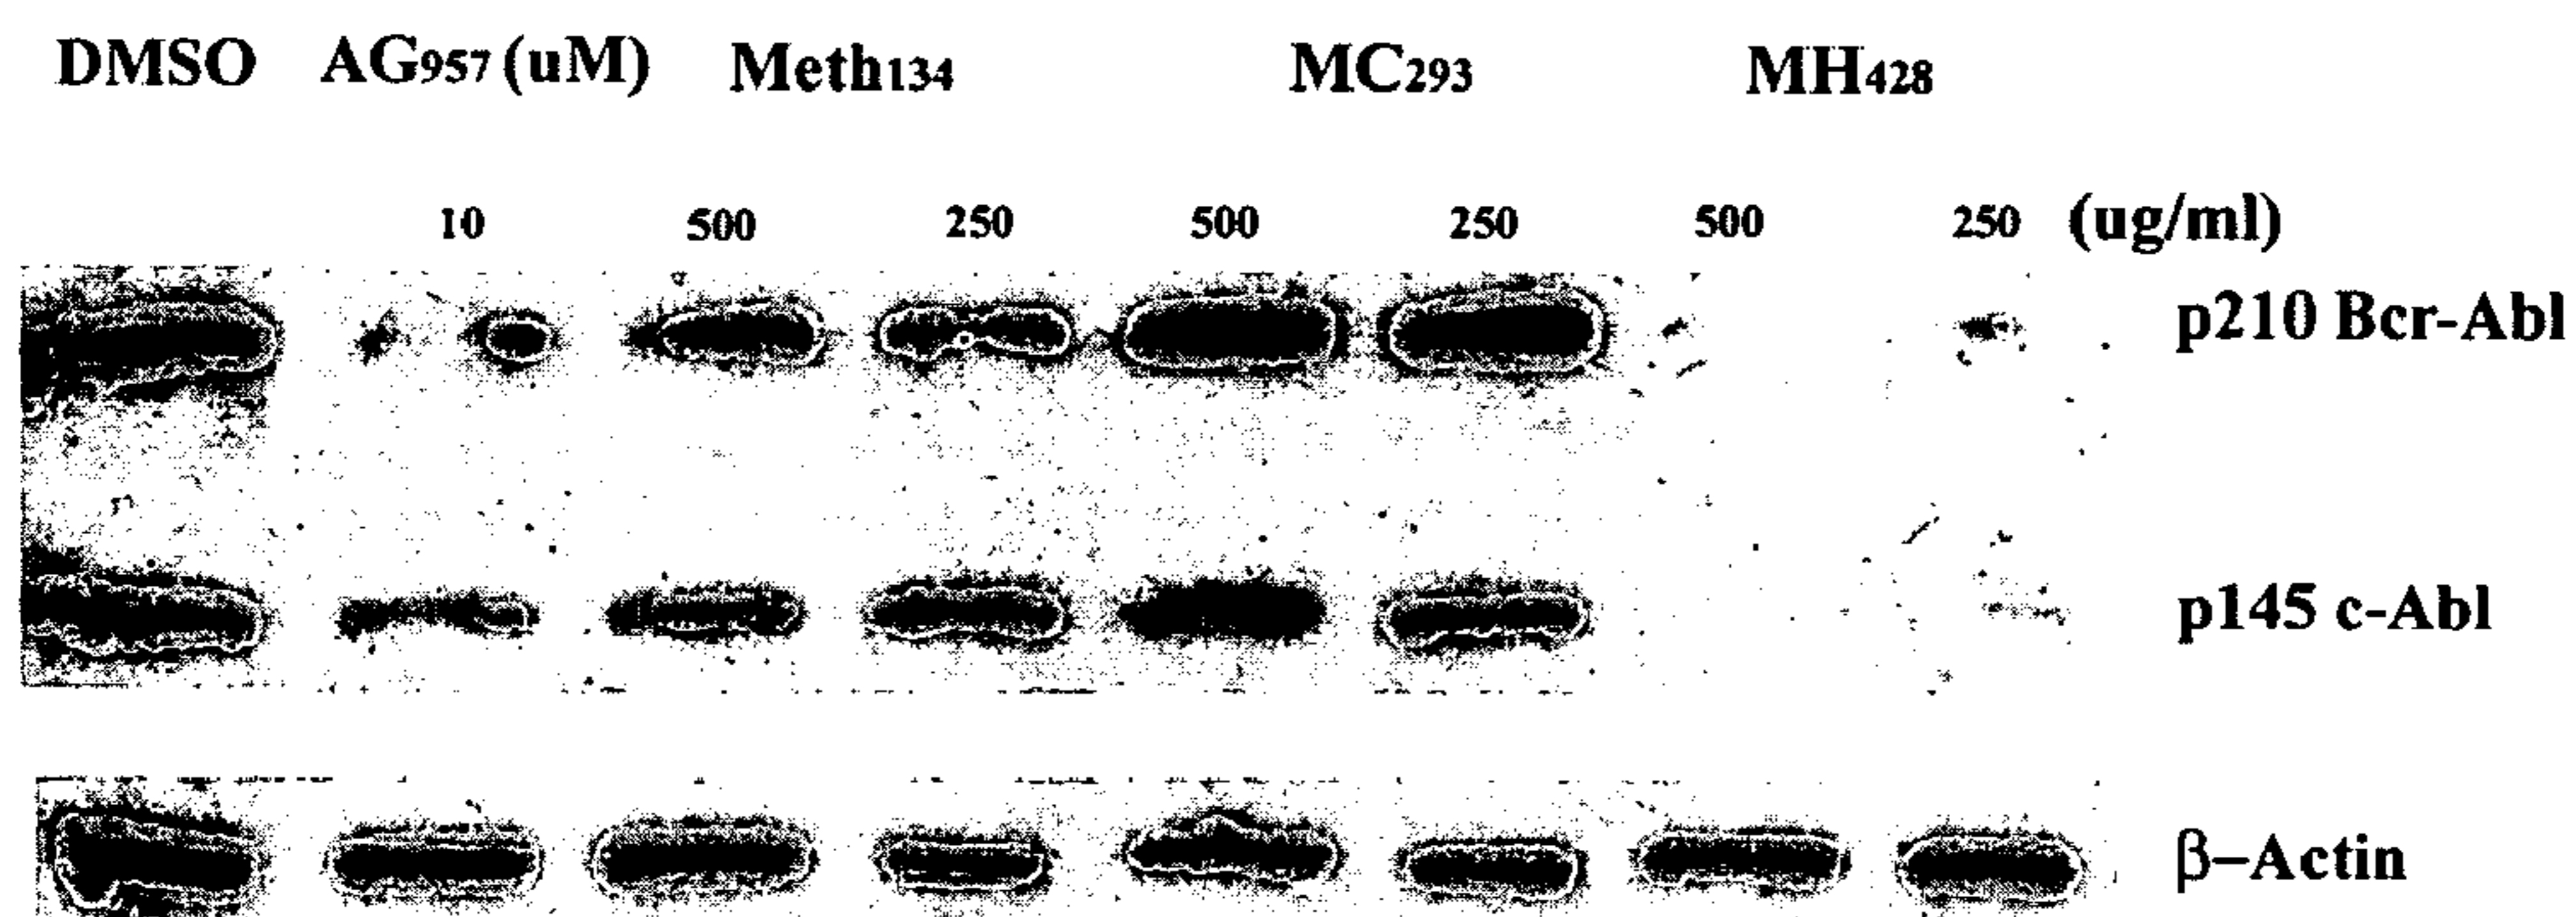 DMSO AG957 (uM) Meth134 MC293 MH428
10 500 250 500 250 500 250 (ug/ml)
p210 Bcr-Abl
p145 c-Abl
β–Actin